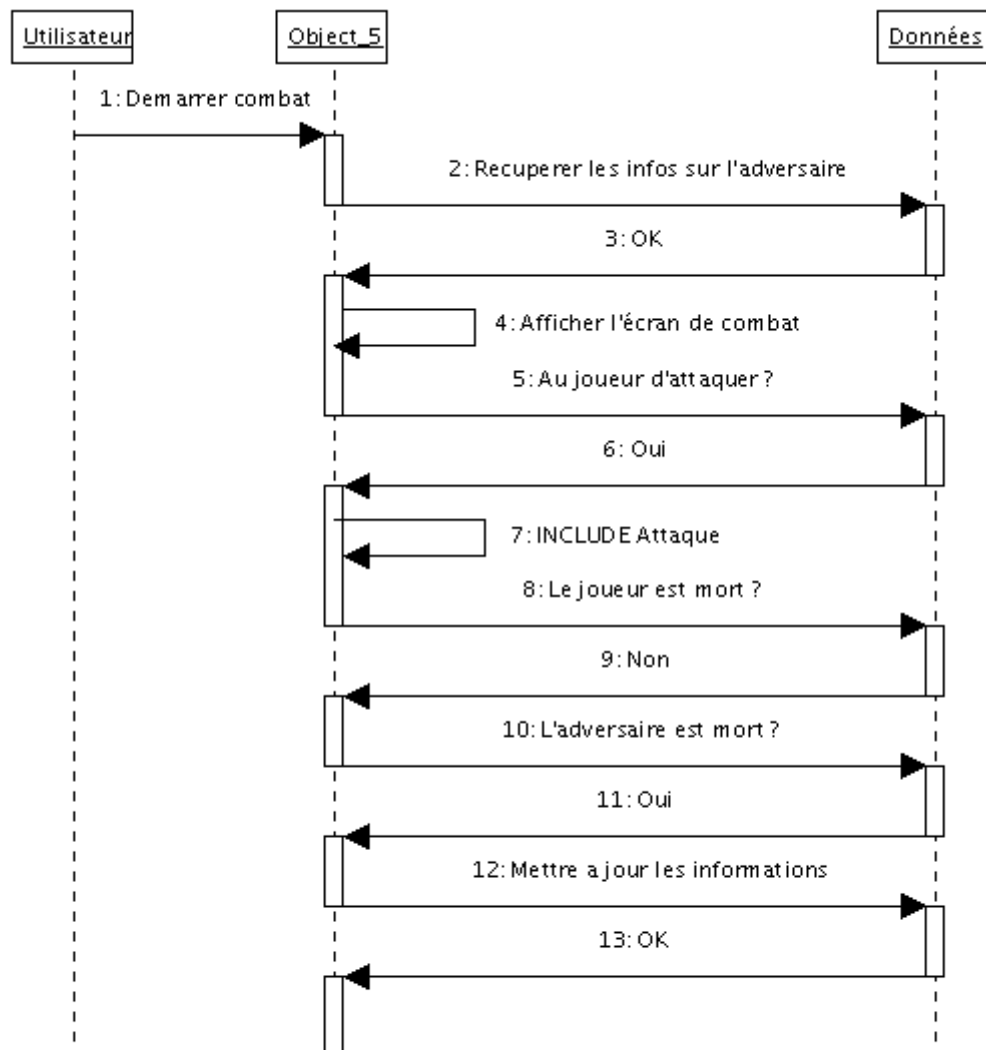 Utilisateur
Object_5
Données
1: Demarrer combat
2: Recuperer les infos sur l'adversaire
3: OK
4: Afficher l'écran de combat
5: Au joueur d'attaquer ?
6: Oui
7: INCLUDE Attaque
8: Le joueur est mort ?
9: Non
10: L'adversaire est mort ?
11: Oui
12: Mettre a jour les informations
13: OK